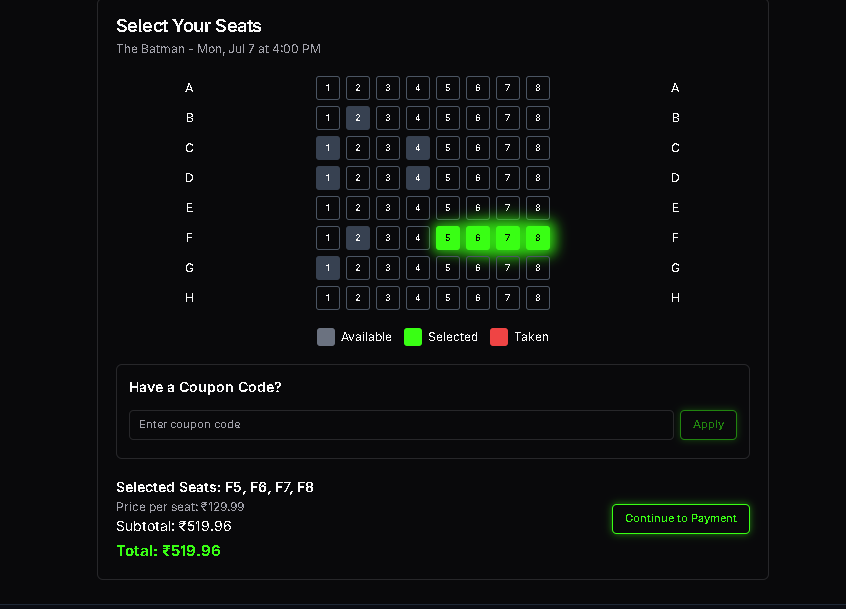 Select Your Seats
The Batman - Mon, Jul 7 at 4:00 PM
A 1 2 3 4 5 6 7 8 A
B 1 2 3 4 5 6 7 8 B
C 1 2 3 4 5 6 7 8 C
D 1 2 3 4 5 6 7 8 D
E 1 2 3 4 5 6 7 8 E
F 1 2 3 4 5 6 7 8 F
G 1 2 3 4 5 6 7 8 G
H 1 2 3 4 5 6 7 8 H
Available Selected Taken
Have a Coupon Code?
Enter coupon code Apply
Selected Seats: F5, F6, F7, F8
Price per seat: ₹129.99
Subtotal: ₹519.96
Continue to Payment
Total: ₹519.96